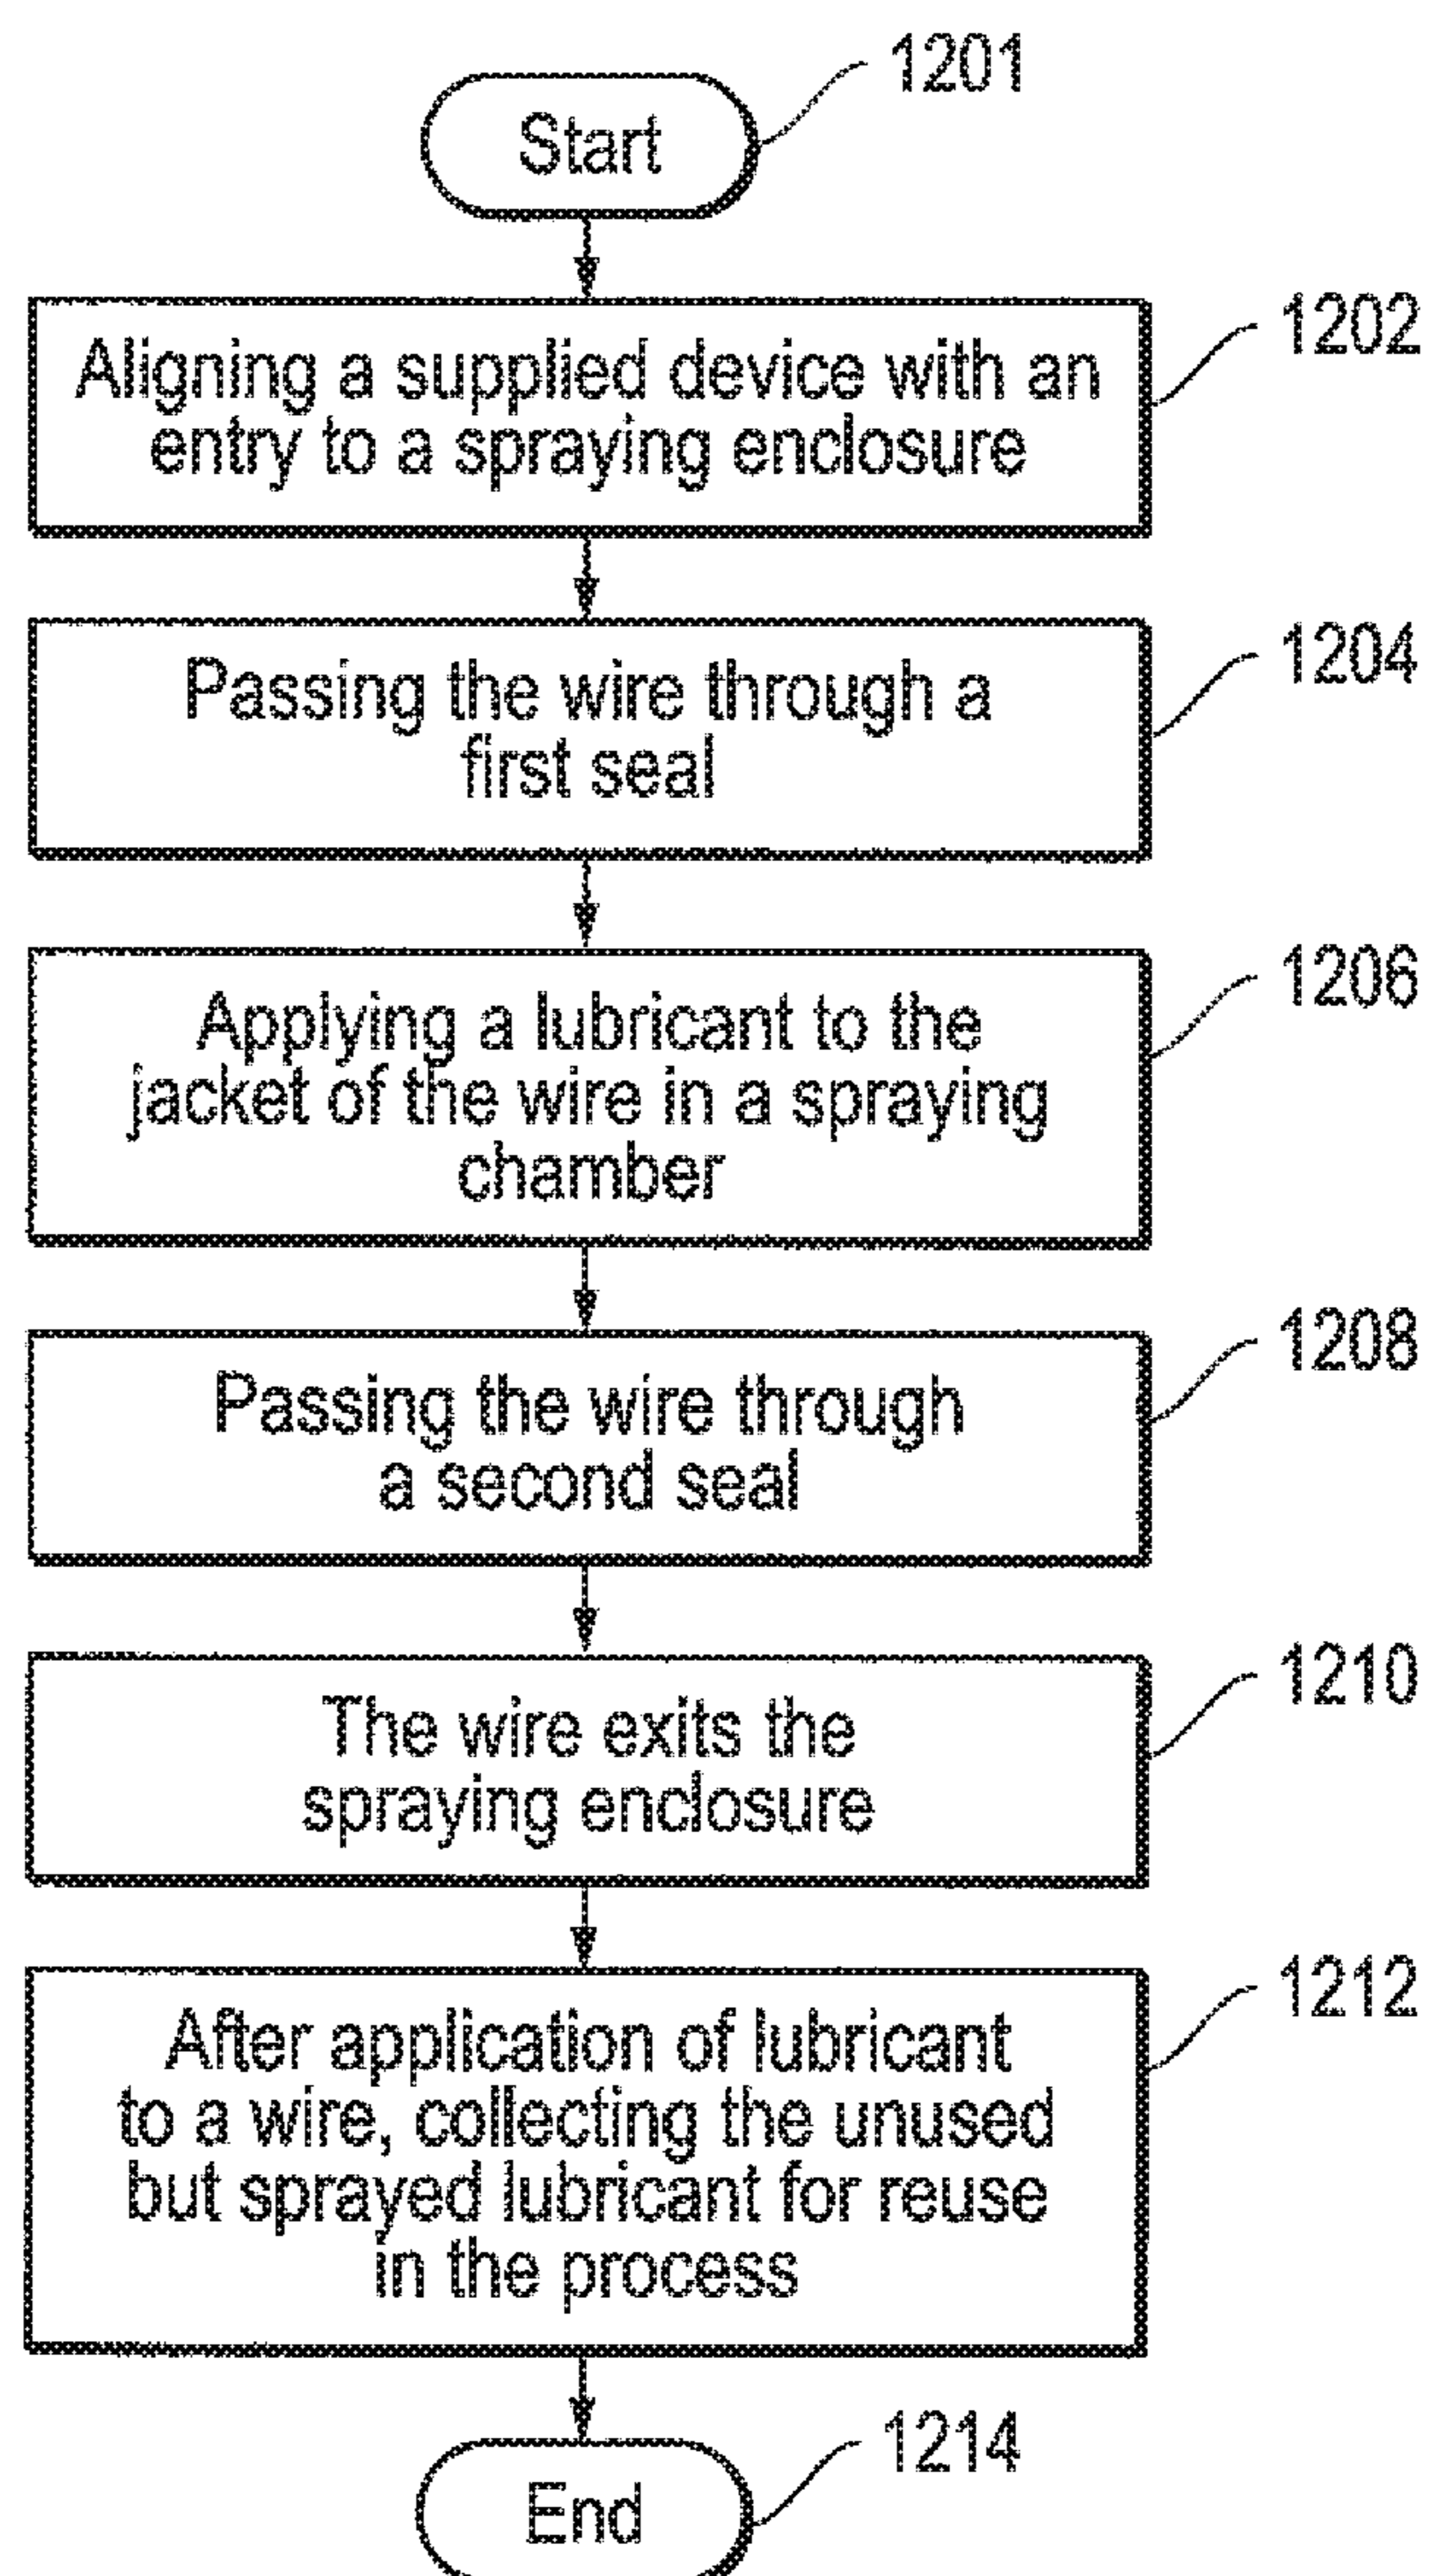 1201
Start
1202
Aligning a supplied device with an
entry to a spraying enclosure
1204
Passing the wire through a
first seal
1206
Applying a lubricant to the
jacket of the wire in a spraying
chamber
1208
Passing the wire through
a second seal
1210
The wire exits the
spraying enclosure
1212
After application of lubricant
to a wire, collecting the unused
but sprayed lubricant for reuse
in the process
1214
End